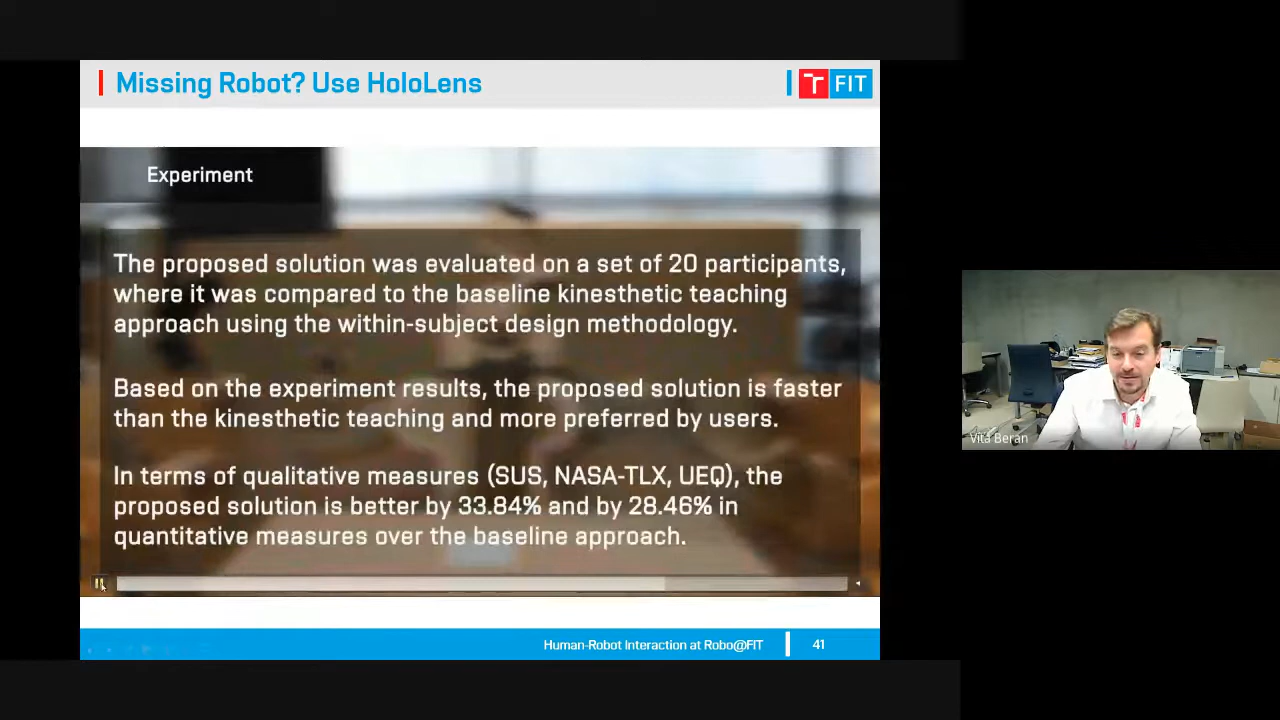 Missing Robot? Use HoloLens
T FIT
Experiment
The proposed solution was evaluated on a set of 20 participants,
where it was compared to the baseline kinesthetic teaching
approach using the within-subject design methodology.
Based on the experiment results, the proposed solution is faster
than the kinesthetic teaching and more preferred by users.
In terms of qualitative measures (SUS, NASA-TLX, UEQ), the
proposed solution is better by 33.84% and by 28.46% in
quantitative measures over the baseline approach.
Human-Robot Interaction at Robo@FIT
41
Vita Beran